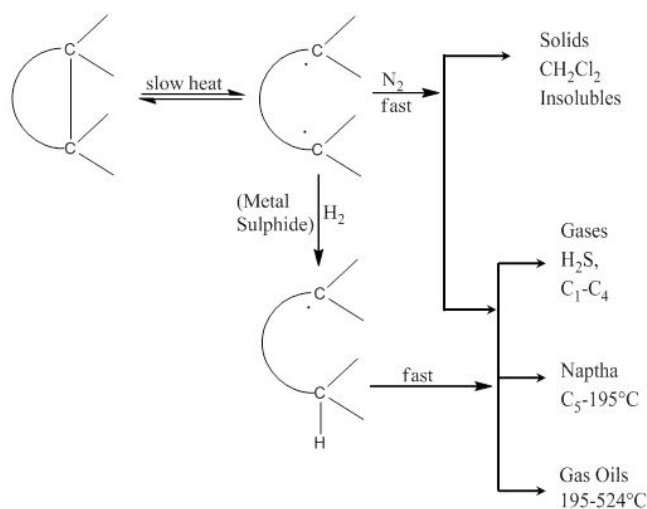 C
C
slow heat
C
C
N₂
fast
Solids
CH₂Cl₂
Insolubles
(Metal
Sulphide)
H₂
C
C
H
fast
Gases
H₂S,
C₁-C₄
Naptha
C₅-195°C
Gas Oils
195-524°C